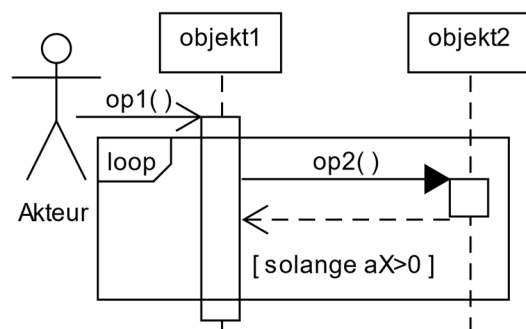 objekt1
objekt2
op1( )
loop
op2( )
Akteur
[ solange aX>0 ]